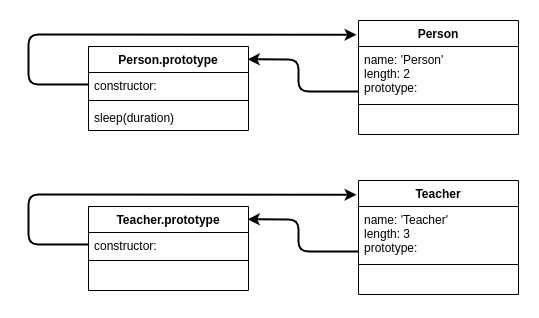 Person
Person.prototype
name: 'Person'
length: 2
prototype:
constructor:
sleep(duration)
Teacher
Teacher.prototype
name: 'Teacher'
length: 3
prototype:
constructor: